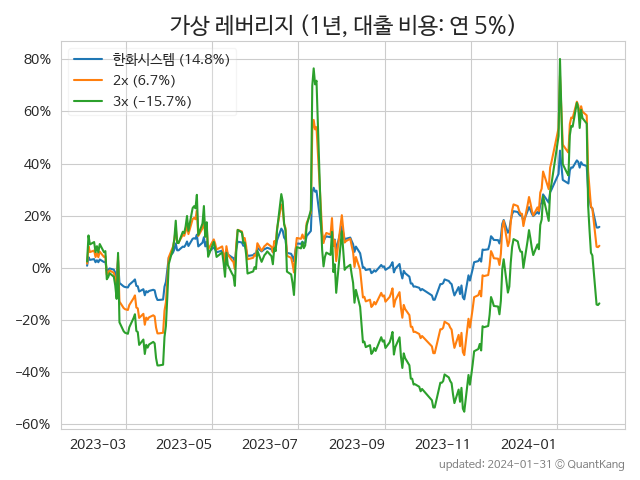 가상 레버리지 (1년, 대출 비용: 연 5%)
한화시스템 (14.8%)
2x (6.7%)
3x (−15.7%)
80%
60%
40%
20%
0%
−20%
−40%
−60%
2023-03 2023-05 2023-07 2023-09 2023-11 2024-01
updated: 2024-01-31 © QuantKang